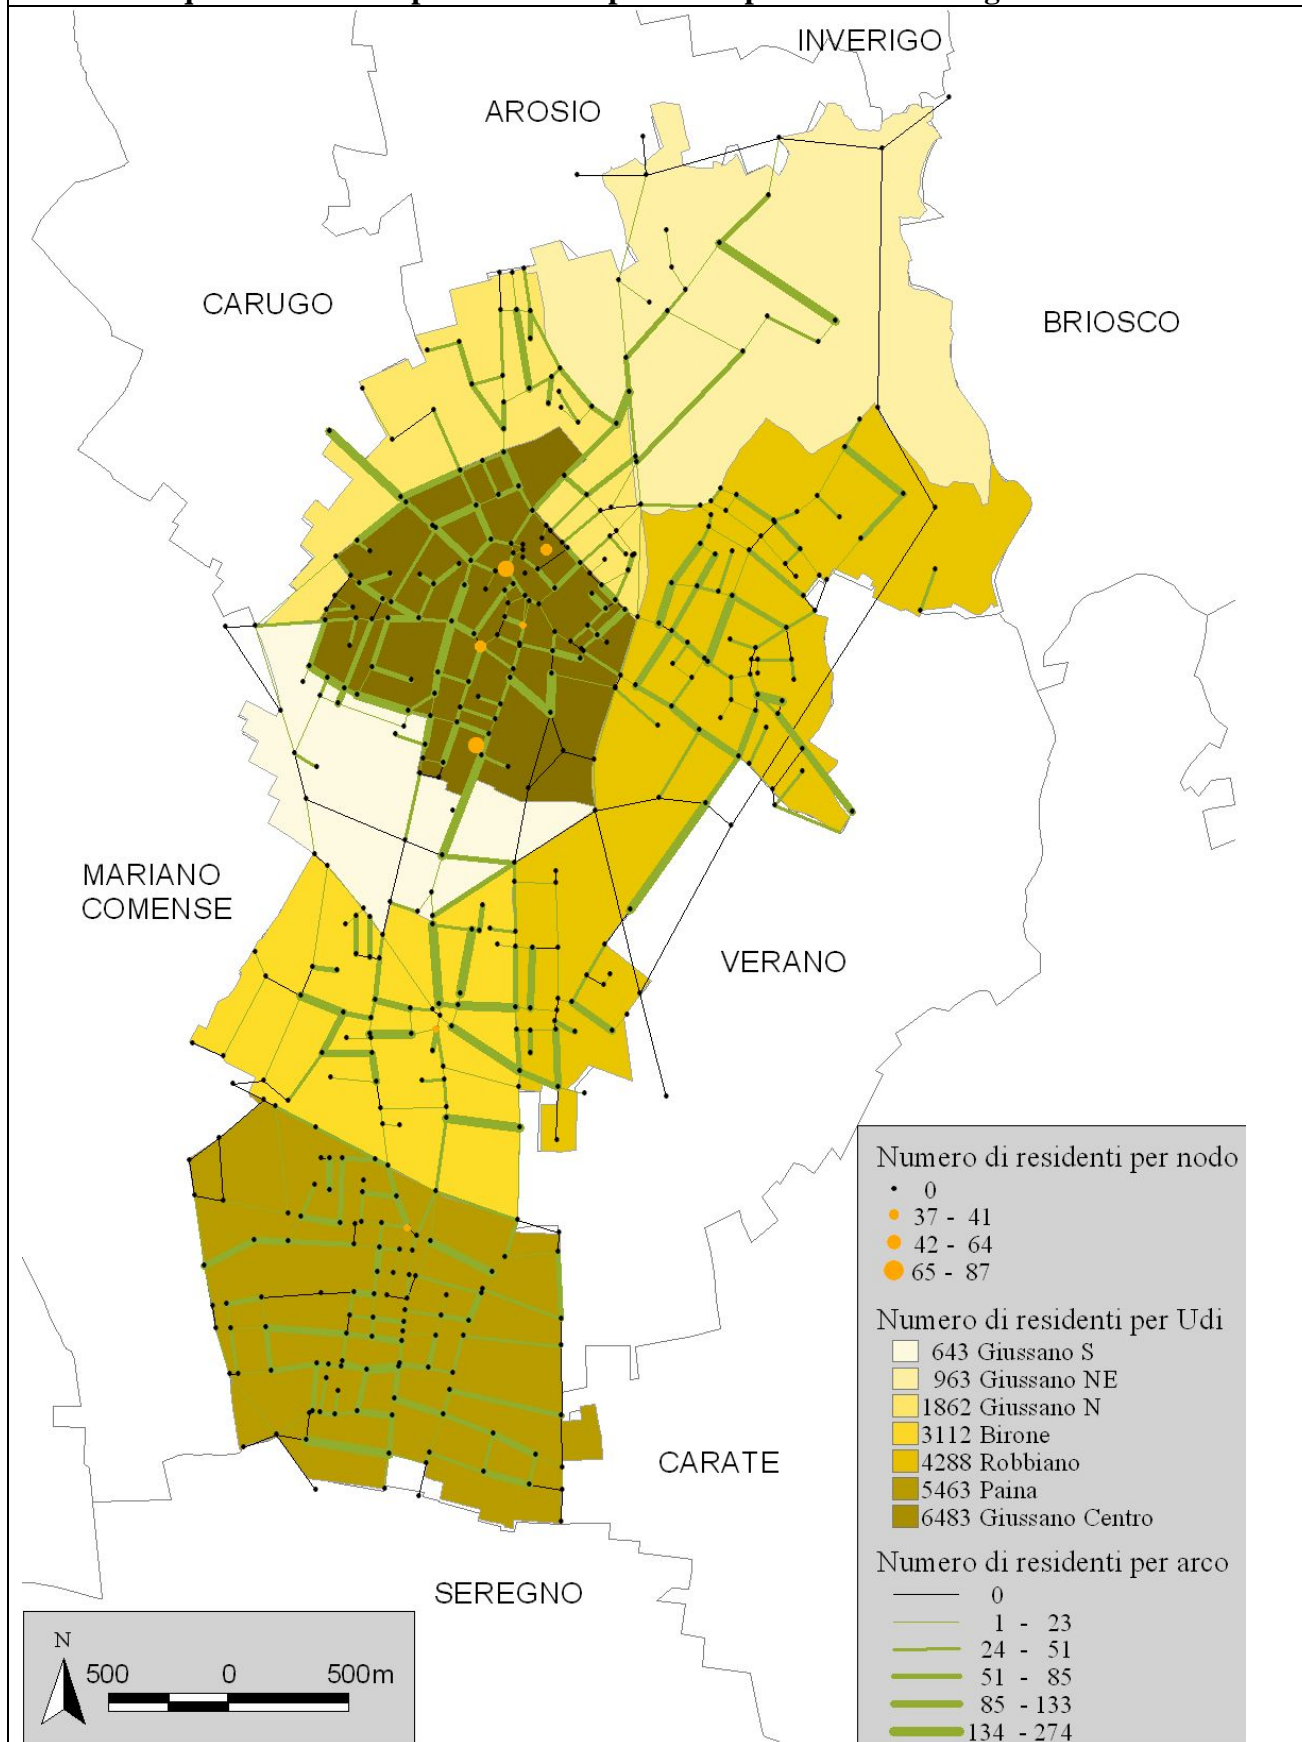 INVERIGO
AROSIO
CARUGO
BRIOSCO
MARIANO
COMENSE
VERANO
CARATE
SEREGNO
N
500 0 500m
Numero di residenti per nodo
0
37 - 41
42 - 64
65 - 87
Numero di residenti per Udi
643 Giussano S
963 Giussano NE
1862 Giussano N
3112 Birone
4288 Robbiano
5463 Paina
6483 Giussano Centro
Numero di residenti per arco
0
1 - 23
24 - 51
51 - 85
85 - 133
134 - 274